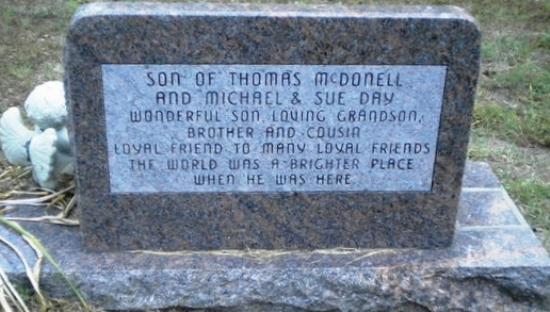 SON OF THOMAS McDONELL
AND MICHAEL & SUE DAY
WONDERFUL SON, LOVING GRANDSON,
BROTHER AND COUSIN
LOYAL FRIEND TO MANY LOYAL FRIENDS
THE WORLD WAS A BRIGHTER PLACE
WHEN HE WAS HERE